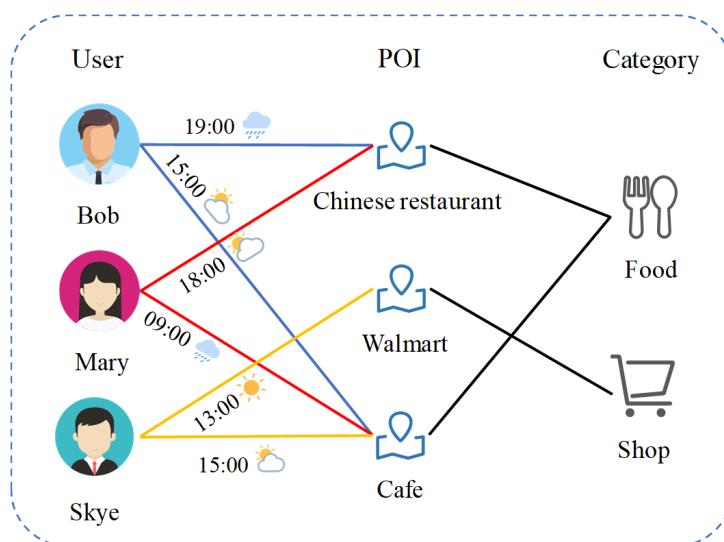 User
POI
Category
19:00
15:00
Bob
Chinese restaurant
18:00
Food
09:00
Mary
Walmart
13:00
15:00
Shop
Cafe
Skye